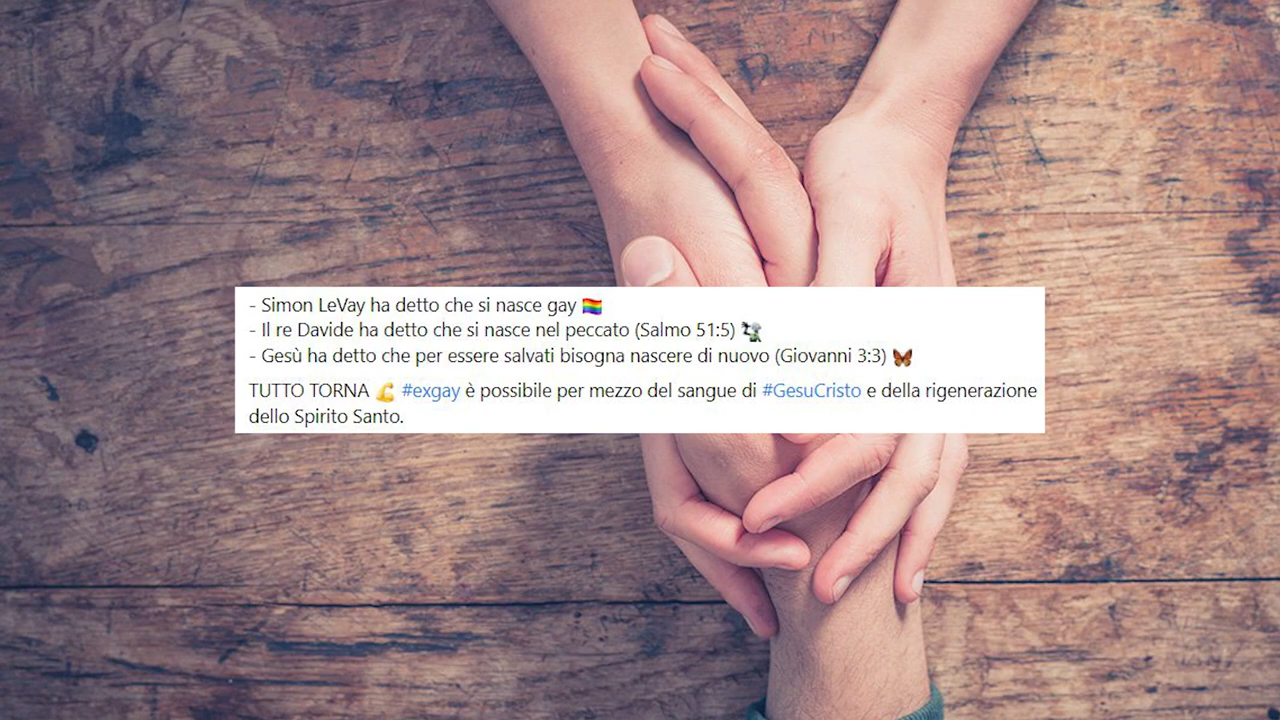 - Simon LeVay ha detto che si nasce gay 🏳️‍🌈
- Il re Davide ha detto che si nasce nel peccato (Salmo 51:5) 
- Gesù ha detto che per essere salvati bisogna nascere di nuovo (Giovanni 3:3) 🦋
TUTTO TORNA 💪 #exgay è possibile per mezzo del sangue di #GesuCristo e della rigenerazione
dello Spirito Santo.